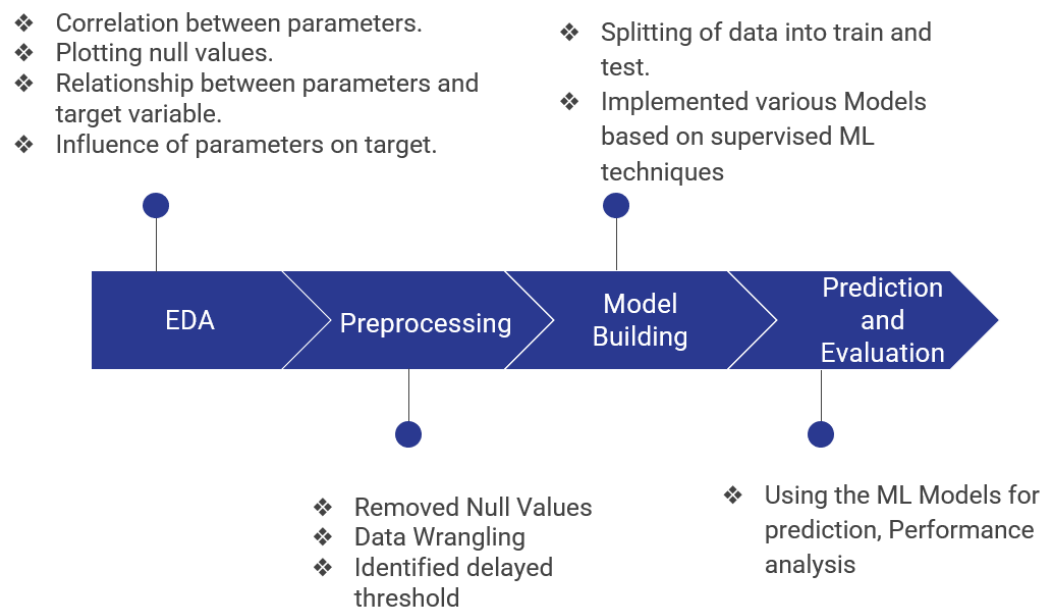 ❖ Correlation between parameters.
❖ Plotting null values.
❖ Relationship between parameters and
target variable.
❖ Influence of parameters on target.
❖ Splitting of data into train and
test.
❖ Implemented various Models
based on supervised ML
techniques
EDA
Preprocessing
Model
Building
Prediction
and
Evaluation
❖ Removed Null Values
❖ Data Wrangling
❖ Identified delayed
threshold
❖ Using the ML Models for
prediction, Performance
analysis